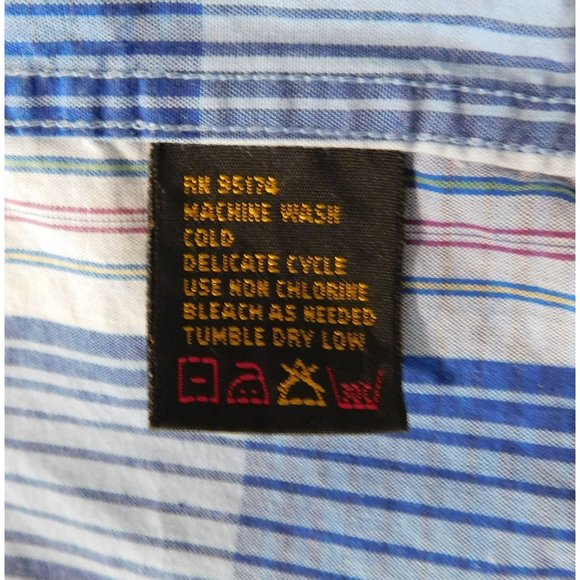 RN 95174
MACHINE WASH
COLD
DELICATE CYCLE
USE NON CHLORINE
BLEACH AS NEEDED
TUMBLE DRY LOW